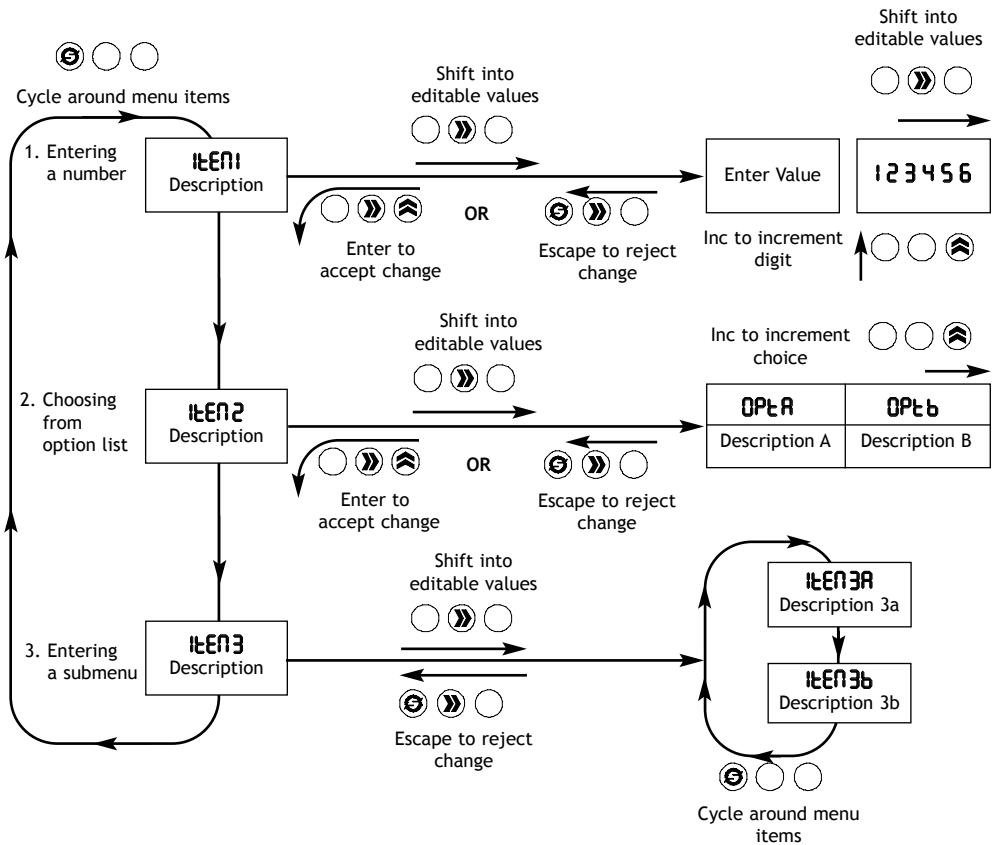 Shift into
editable values
Cycle around menu items
Shift into
editable values
1. Entering
a number
ItEM1
Description
Enter Value
123456
OR
Enter to
accept change
Escape to reject
change
Inc to increment
digit
Shift into
editable values
Inc to increment
choice
2. Choosing
from
option list
ItEM2
Description
OPtA
OPtb
Description A
Description B
OR
Enter to
accept change
Escape to reject
change
Shift into
editable values
ItEM3A
Description 3a
3. Entering
a submenu
ItEM3
Description
ItEM3b
Description 3b
Escape to reject
change
Cycle around menu
items